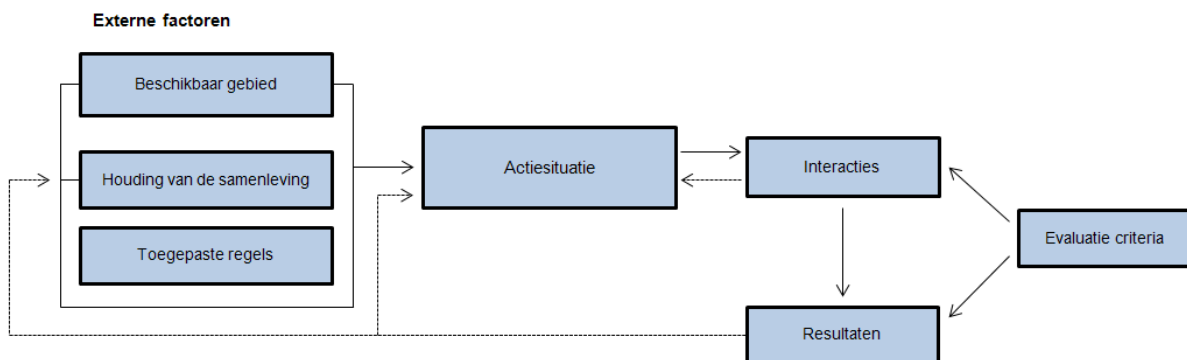 Externe factoren
Beschikbaar gebied
Houding van de samenleving
Toegepaste regels
Actiesituatie
Interacties
Evaluatie criteria
Resultaten